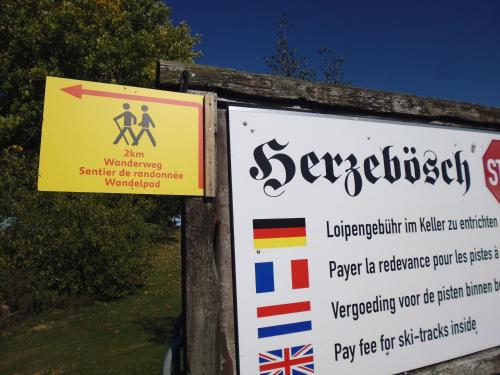 2km
Wanderweg
Sentier de randonnée
Wandelpad
Herzebösch
ST
Loipengebühr im Keller zu entrichten
Payer la redevance pour les pistes à
Vergoeding voor de pisten binnen
Pay fee for ski-tracks inside